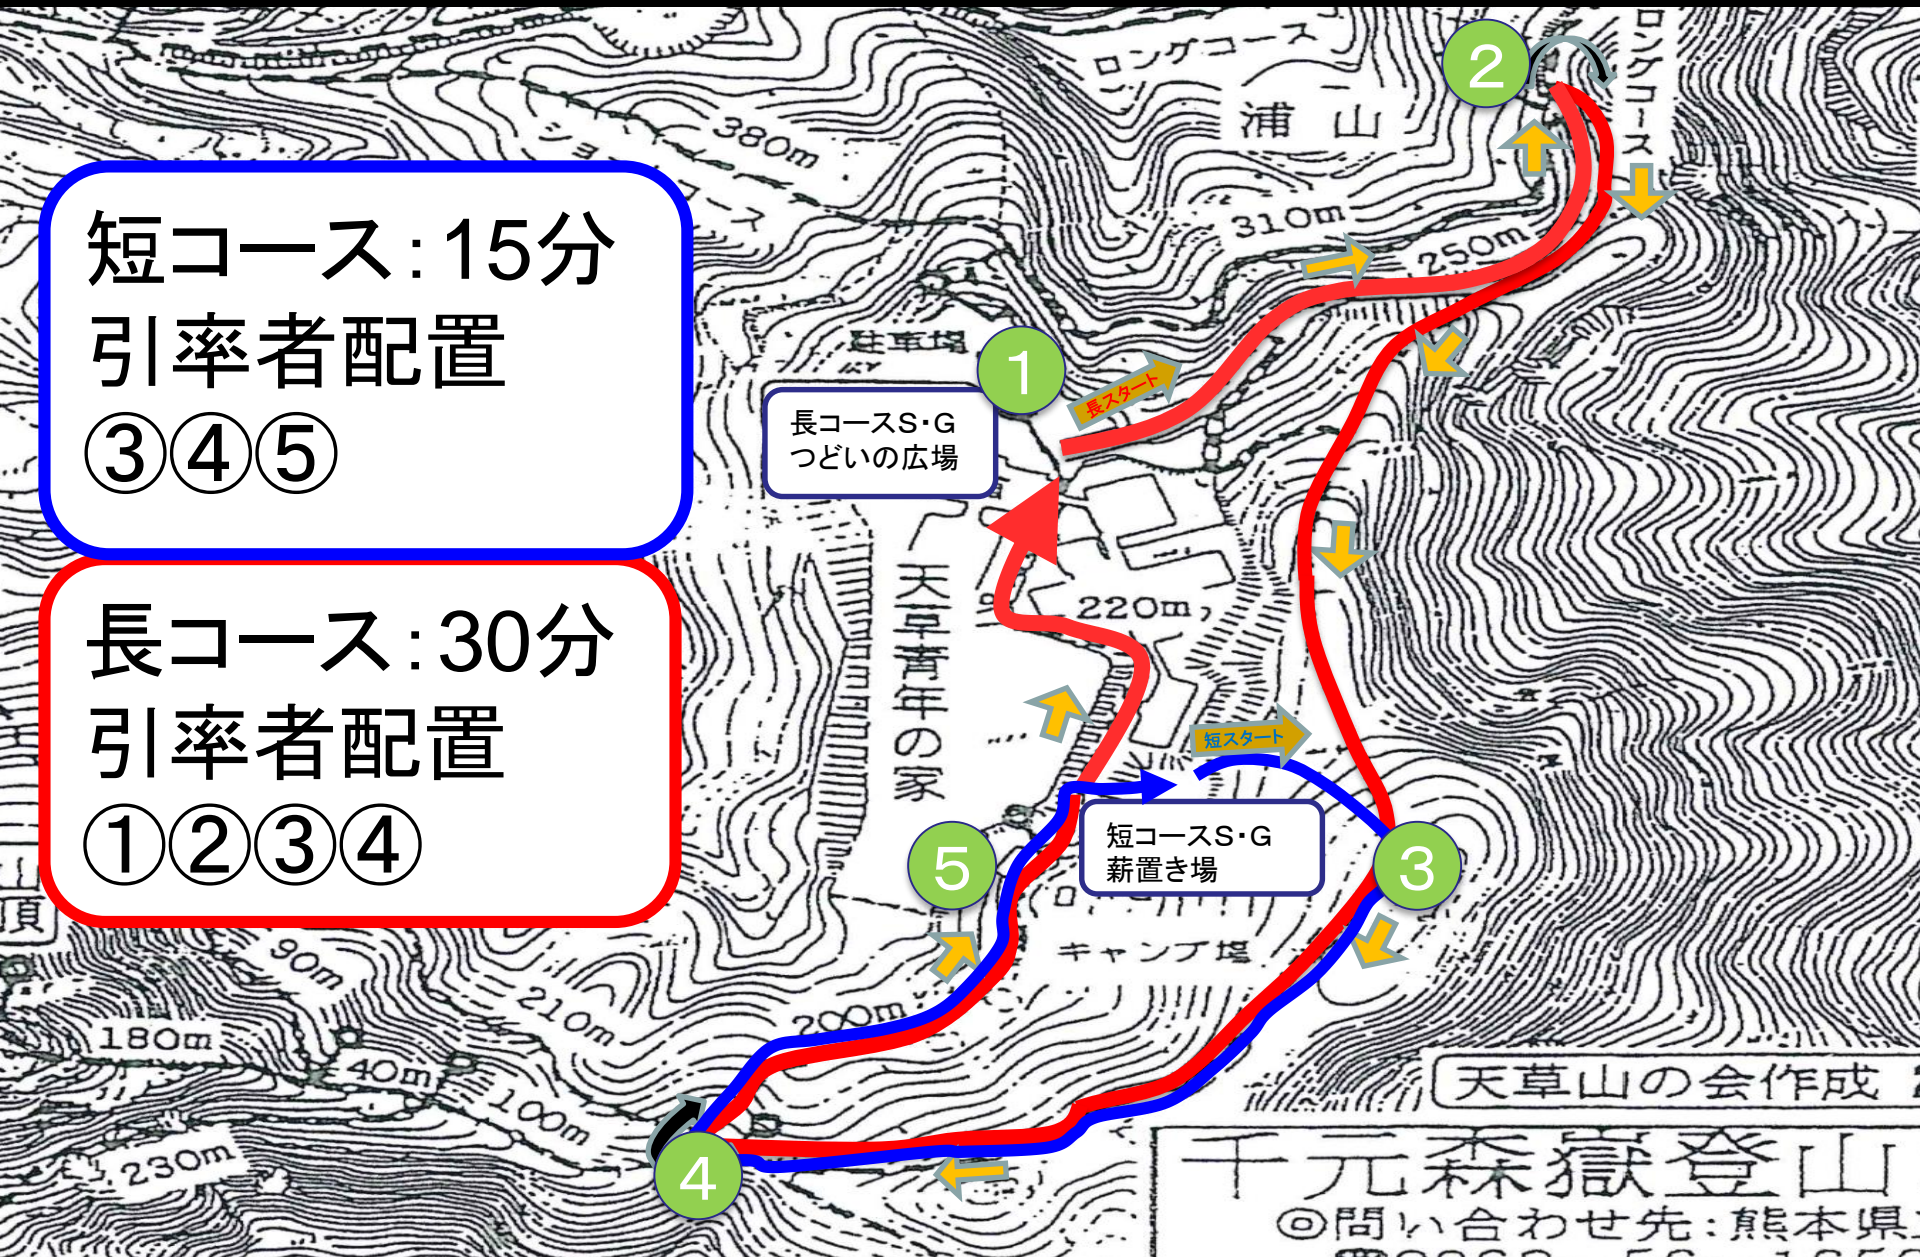 ロングコース
②
ロングコース
浦 山
380m
310m
250m
短コース：15分
引率者配置
③④⑤
駐車場
①
長スタート
長コースS・G
つどいの広場
天草青年の家
220m
長コース：30分
引率者配置
①②③④
短スタート
短コースS・G
薪置き場
⑤
③
キャンプ場
頂
90m
210m
200m
180m
40m
100m
230m
④
天草山の会作成
千元森嶽登山
◎問い合わせ先：熊本県